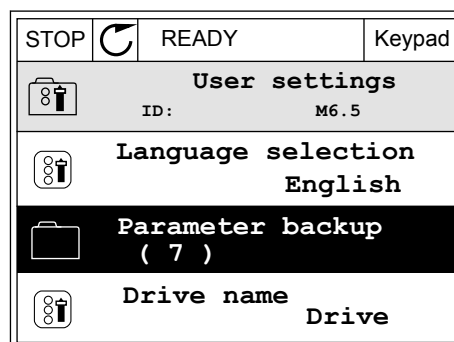 STOP READY Keypad
User settings
ID: M6.5
Language selection
English
Parameter backup
( 7 )
Drive name
Drive